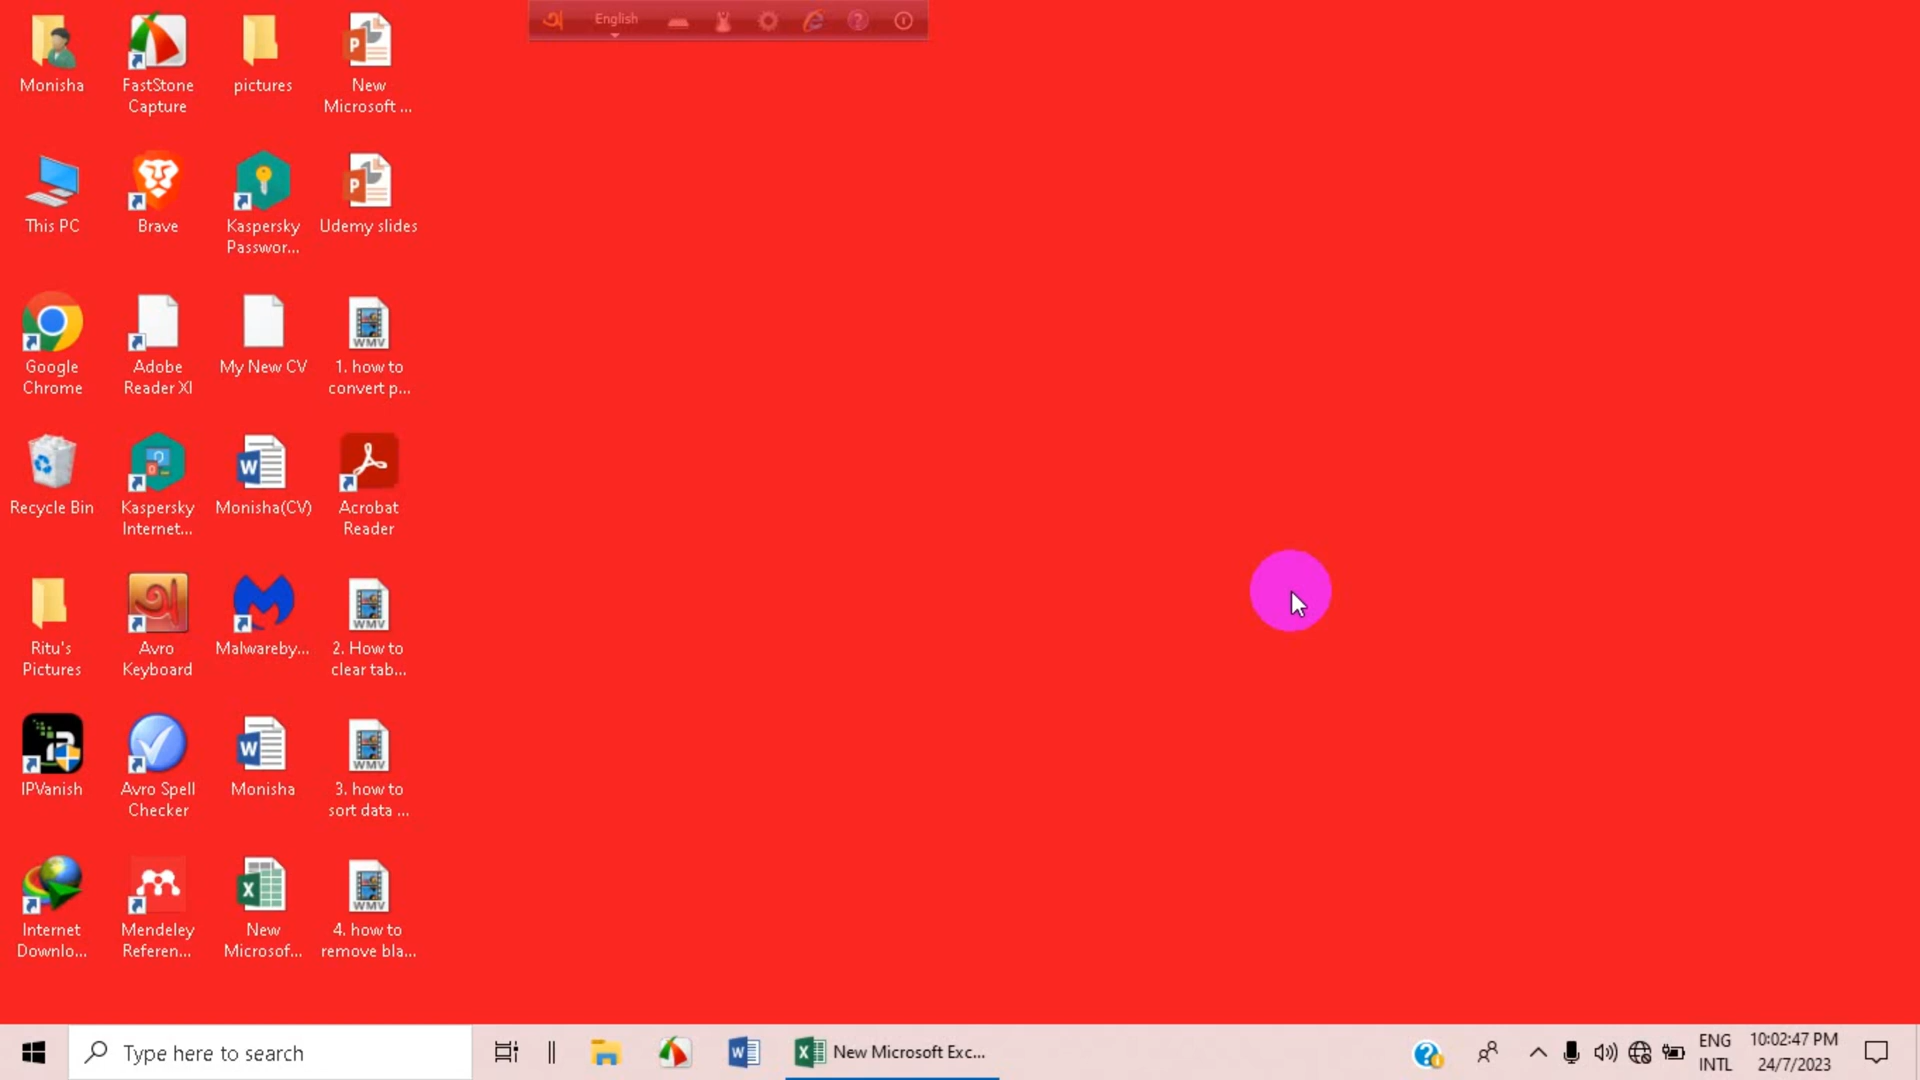 অ English
Monisha
FastStone
Capture
pictures
New
Microsoft ...
This PC
Brave
Kaspersky
Passwor...
Udemy slides
Google
Chrome
Adobe
Reader XI
My New CV
WMV
1. how to
convert p...
Recycle Bin
Kaspersky
Internet...
Monisha(CV)
Acrobat
Reader
Ritu's
Pictures
Avro
Keyboard
Malwareby...
WMV
2. How to
clear tab...
IPVanish
Avro Spell
Checker
Monisha
WMV
3. how to
sort data ...
Internet
Downlo...
Mendeley
Referen...
New
Microsof...
WMV
4. how to
remove bla...
Type here to search
New Microsoft Exc...
ENG
INTL
10:02:47 PM
24/7/2023